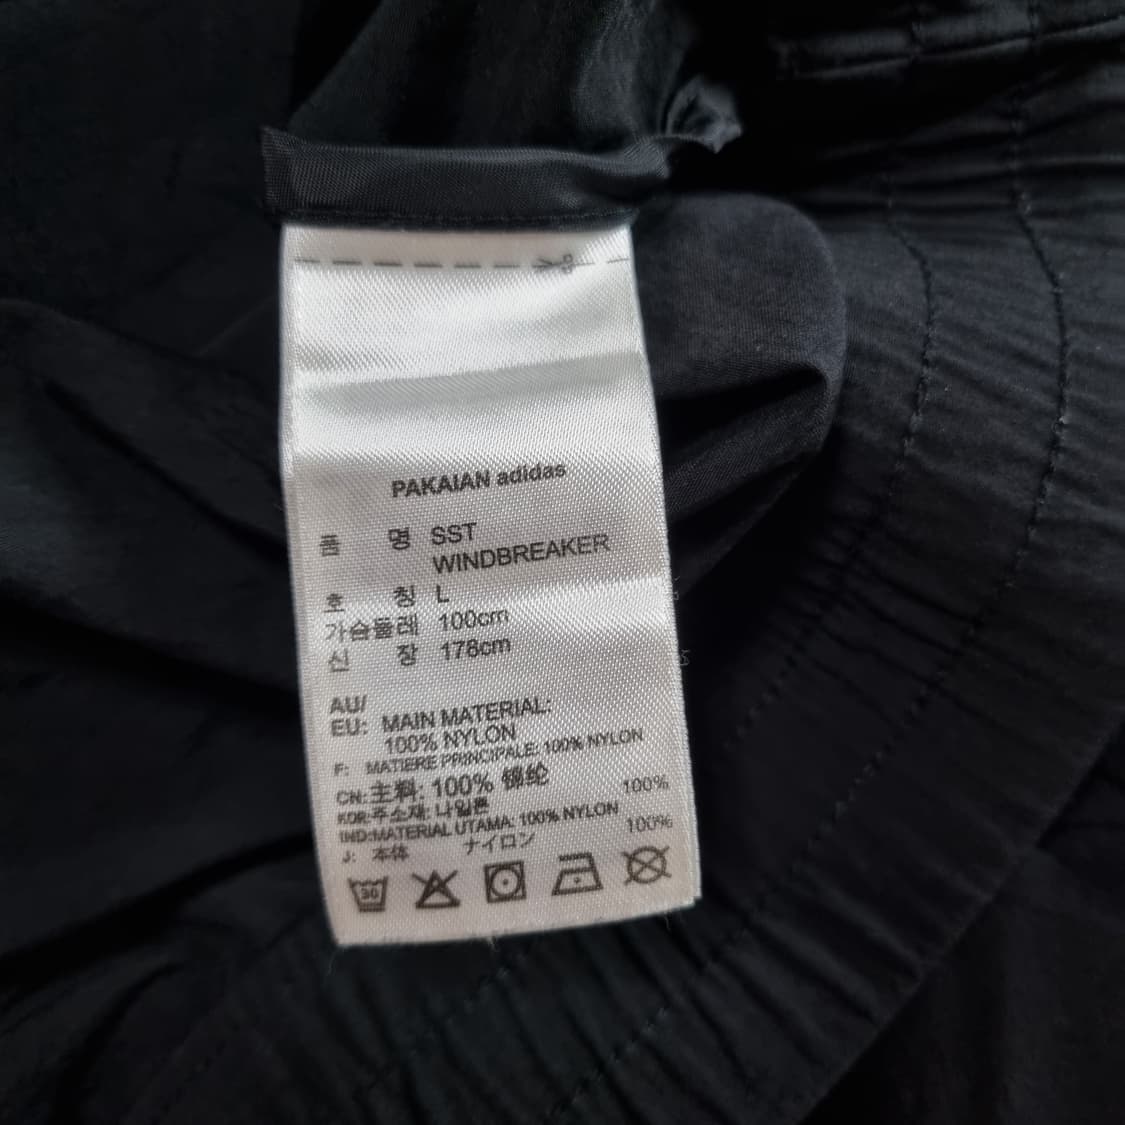 PAKAIAN adidas
품 명 SST
WINDBREAKER
호 칭 L
가슴둘레 100cm
신 장 178cm
AU/
EU: MAIN MATERIAL:
100% NYLON
F: MATIERE PRINCIPALE: 100% NYLON
CN:主料: 100% 锦纶
KOR:주소재: 나일론 100%
IND:MATERIAL UTAMA: 100% NYLON
J: 本体 ナイロン 100%
30